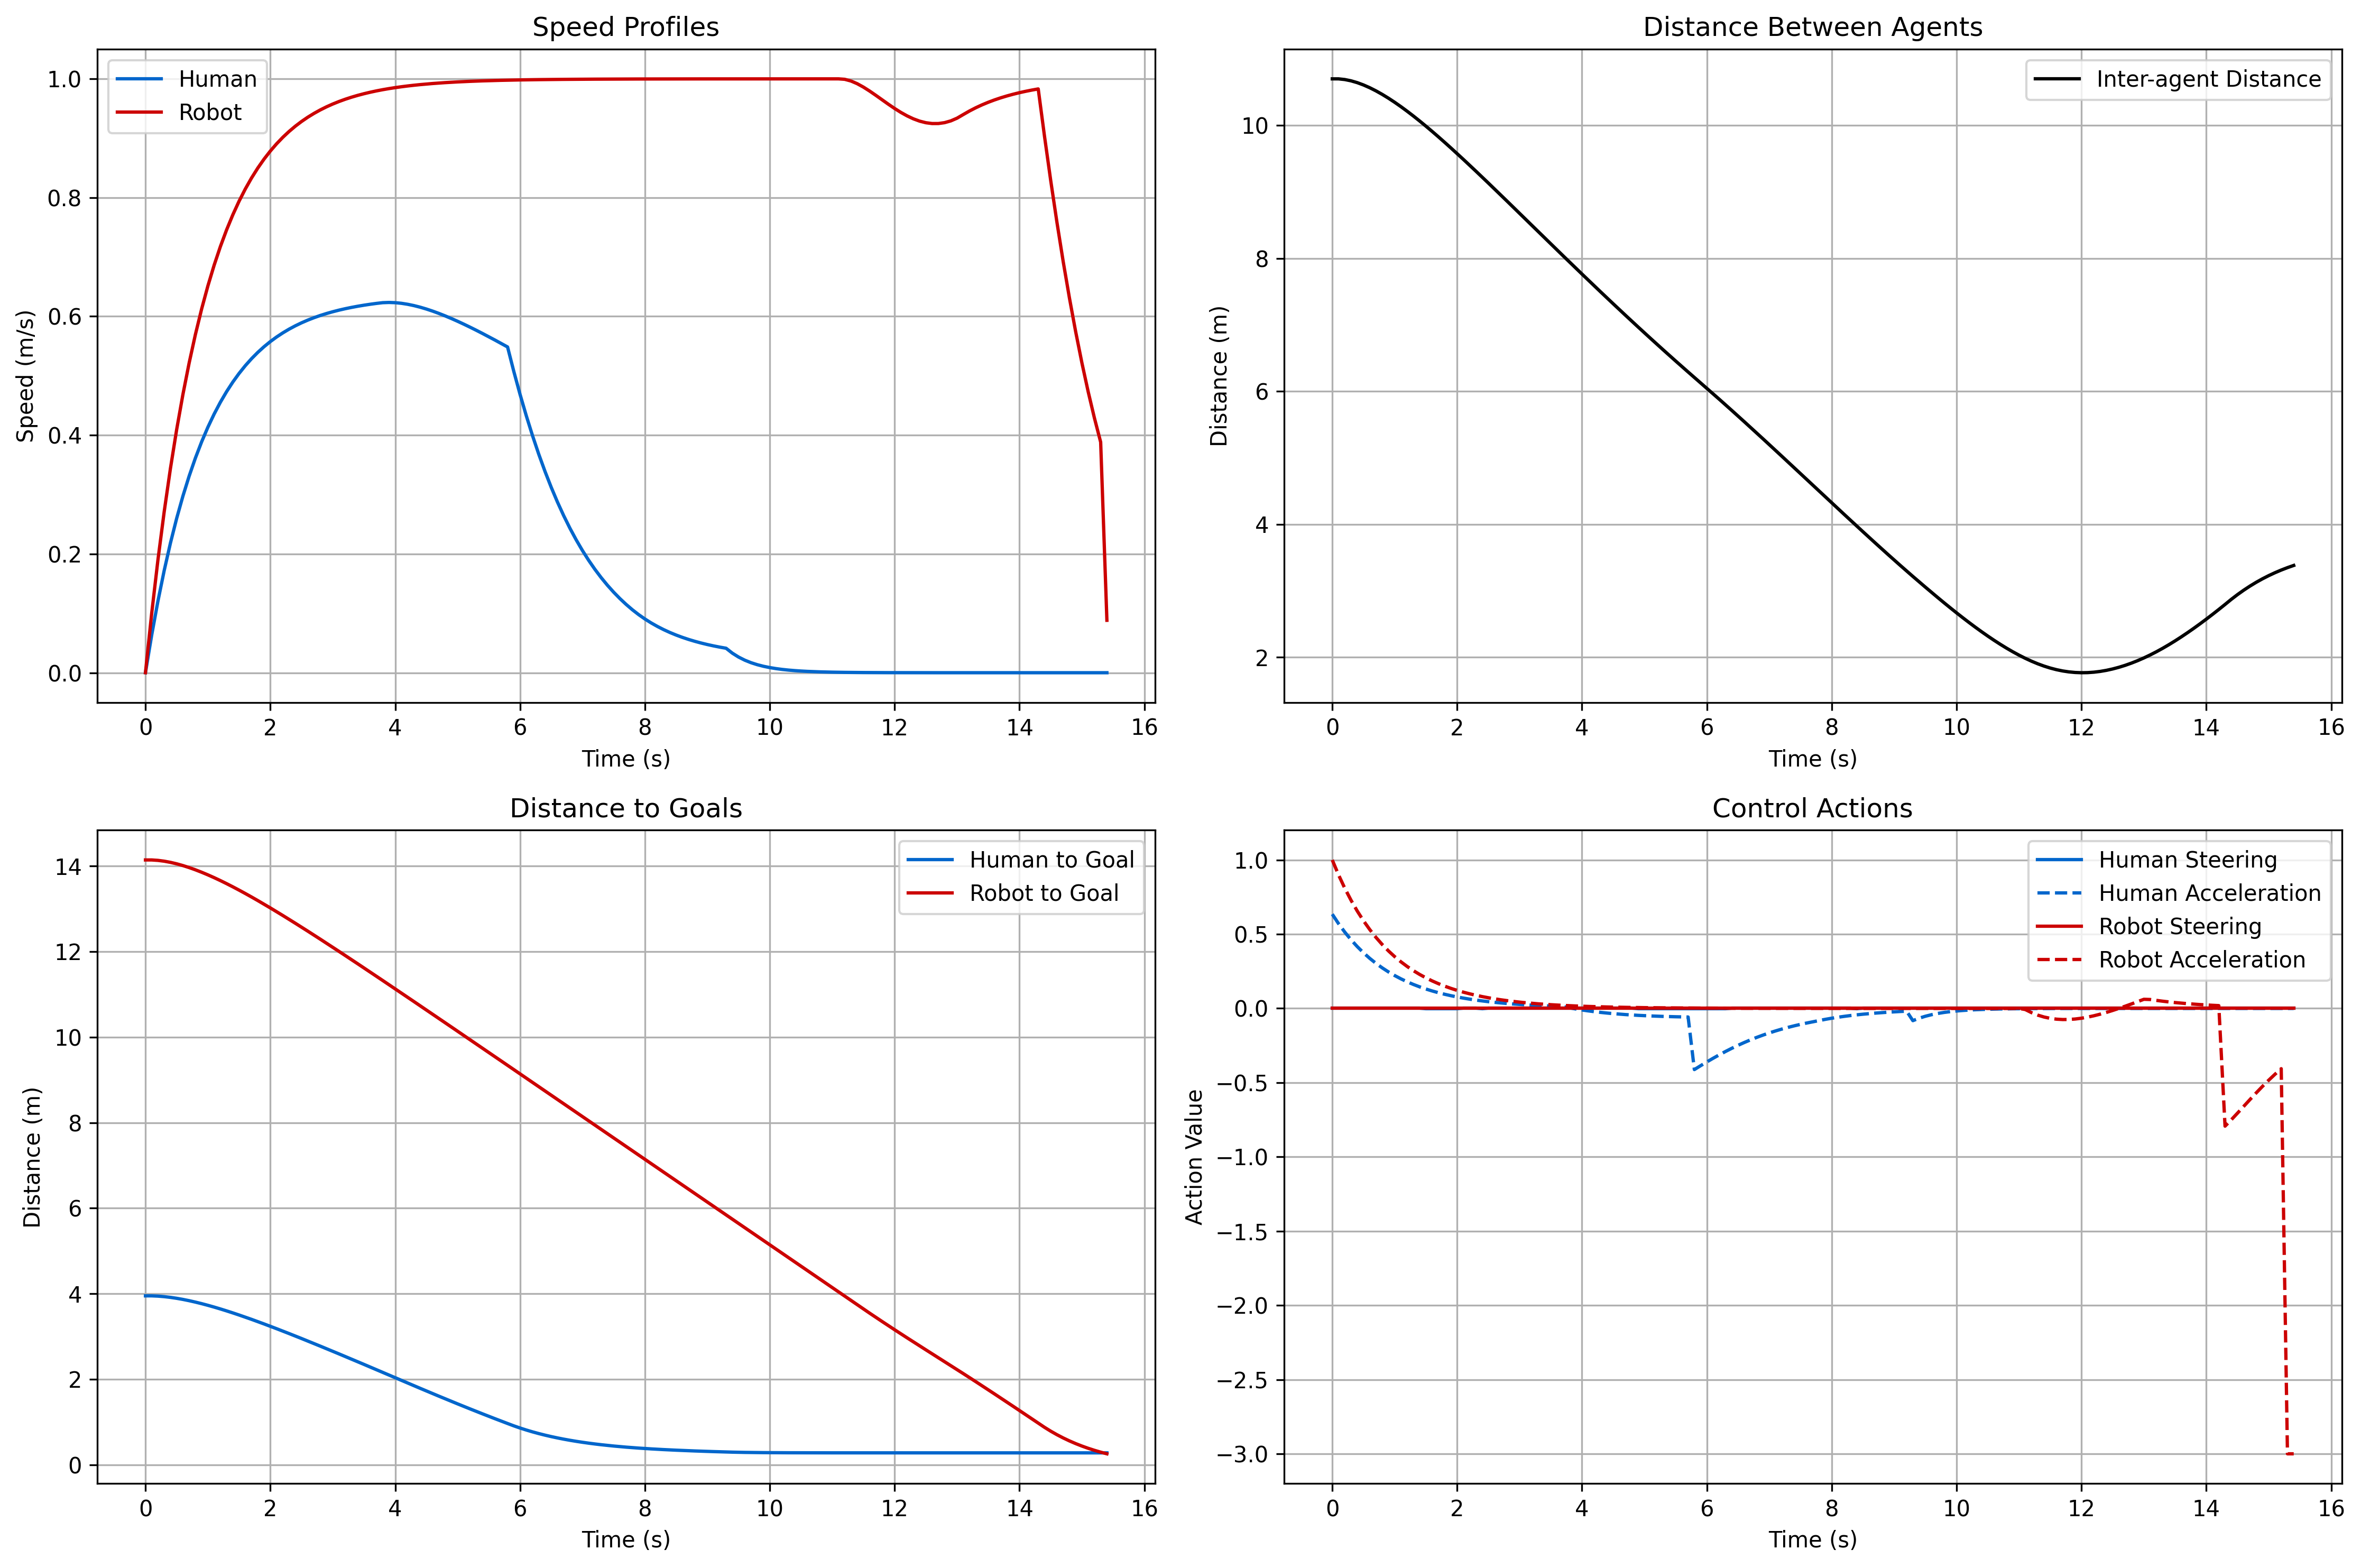 Speed Profiles
Human
Robot
1.0
0.8
0.6
0.4
0.2
0.0
Speed (m/s)
0 2 4 6 8 10 12 14 16
Time (s)
Distance Between Agents
Inter-agent Distance
10
8
6
4
2
Distance (m)
0 2 4 6 8 10 12 14 16
Time (s)
Distance to Goals
Human to Goal
Robot to Goal
14
12
10
8
6
4
2
0
Distance (m)
0 2 4 6 8 10 12 14 16
Time (s)
Control Actions
Human Steering
Human Acceleration
Robot Steering
Robot Acceleration
1.0
0.5
0.0
−0.5
−1.0
−1.5
−2.0
−2.5
−3.0
Action Value
0 2 4 6 8 10 12 14 16
Time (s)